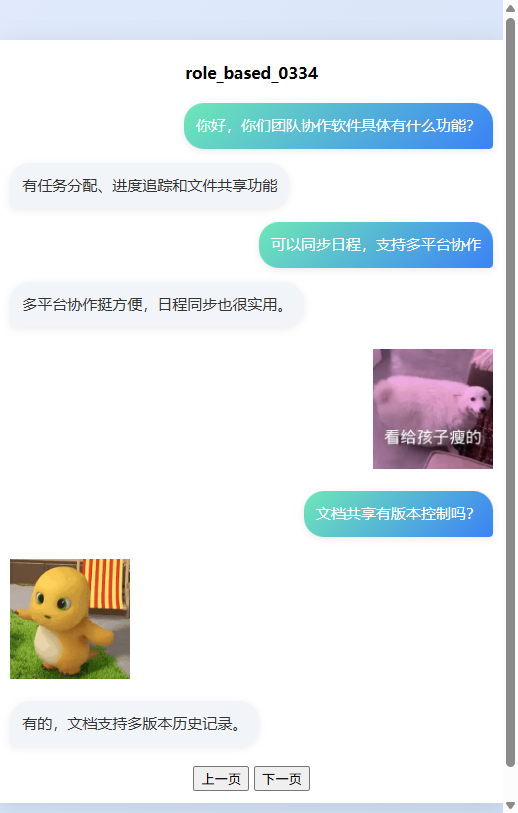 role_based_0334
你好，你们团队协作软件具体有什么功能？
有任务分配、进度追踪和文件共享功能
可以同步日程，支持多平台协作
多平台协作挺方便，日程同步也很实用。
看给孩子瘦的
文档共享有版本控制吗？
有的，文档支持多版本历史记录。
上一页 下一页